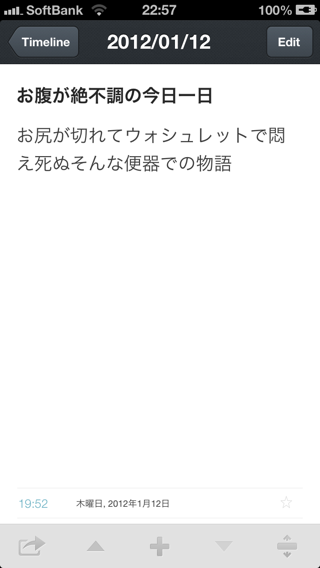 SoftBank 22:57 100%
Timeline 2012/01/12 Edit
お腹が絶不調の今日一日
お尻が切れてウォシュレットで悶
え死ぬそんな便器での物語
19:52 木曜日, 2012年1月12日